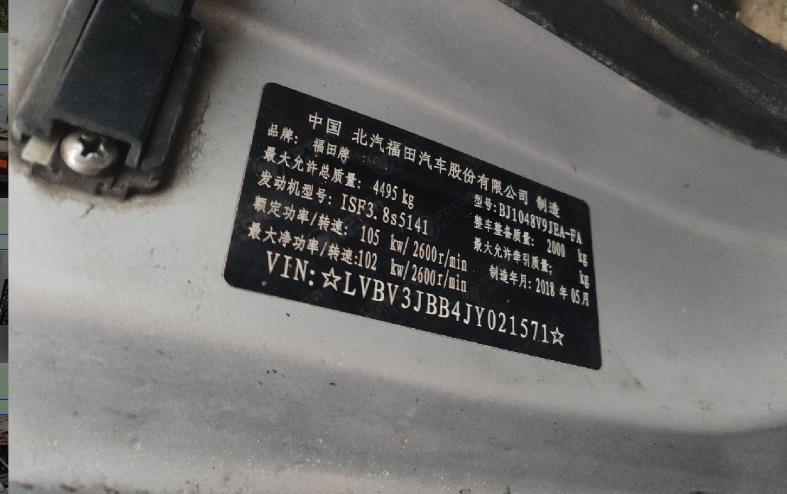 中国 北汽福田汽车股份有限公司 制造
品牌: 福田牌 型号: BJ1048V9JEA-FA
最大允许总质量: 4495 kg 整车整备质量: 2000 kg
发动机型号: ISF3.8s5141 最大允许牵引质量: kg
额定功率/转速: 105 kw/2600r/min 制造年月: 2018 年 05月
最大净功率/转速:102 kw/2600r/min
VIN:☆LVBV3JBB4JY021571☆